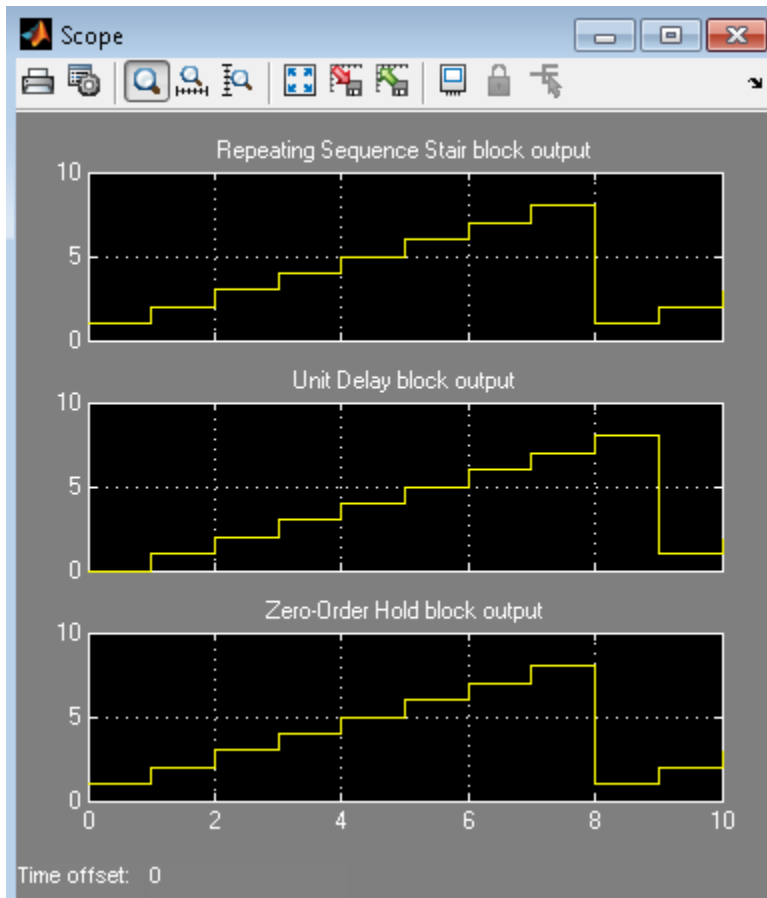 Scope
Repeating Sequence Stair block output
10
5
0
Unit Delay block output
10
5
0
Zero-Order Hold block output
10
5
0
0 2 4 6 8 10
Time offset: 0